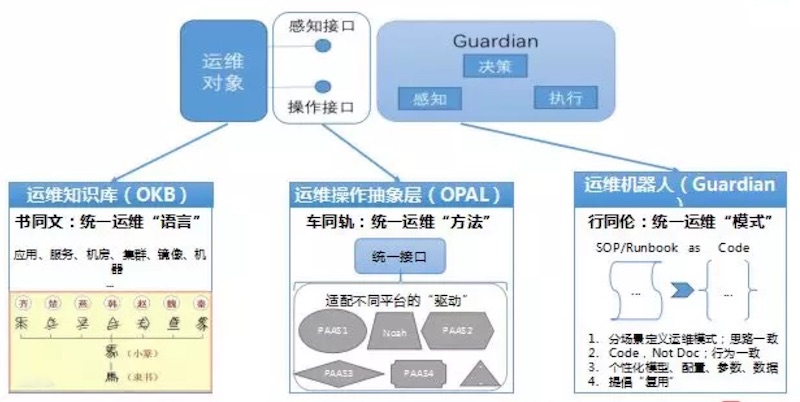 运维
对象
感知接口
操作接口
Guardian
决策
感知
执行
运维知识库（OKB）
书同文：统一运维“语言”
应用、服务、机房、集群、镜像、机
器
...
齐 楚 燕 韩 赵 魏 秦
（小篆）
（隶书）
运维操作抽象层（OPAL）
车同轨：统一运维“方法”
统一接口
适配不同平台的“驱动”
PAAS1
Noah
PAAS2
PAAS3
PAAS4
...
运维机器人（Guardian
）
行同伦：统一运维“模式”
SOP/Runbook as Code
...
...
1. 分场景定义运维模式；思路一致
2. Code，Not Doc；行为一致
3. 个性化模型、配置、参数、数据
4. 提倡“复用”